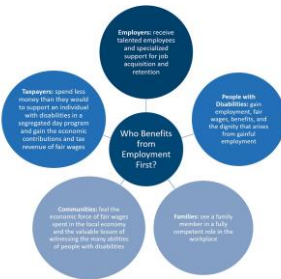 Employers: receive
talented employees
and specialized
support for job
acquisition and
retention
Taxpayers: spend less
money than they would
to support an individual
with disabilities in a
segregated day program
and gain the economic
contributions and tax
revenue of fair wages
People with
Disabilities: gain
employment, fair
wages, benefits, and
the dignity that arises
from gainful
employment
Who Benefits
from
Employment
First?
Communities: feel the
economic force of fair wages
spent in the local economy
and the valuable lesson of
witnessing the many abilities
of people with disabilities
Families: see a family
member in a fully
competent role in the
workplace